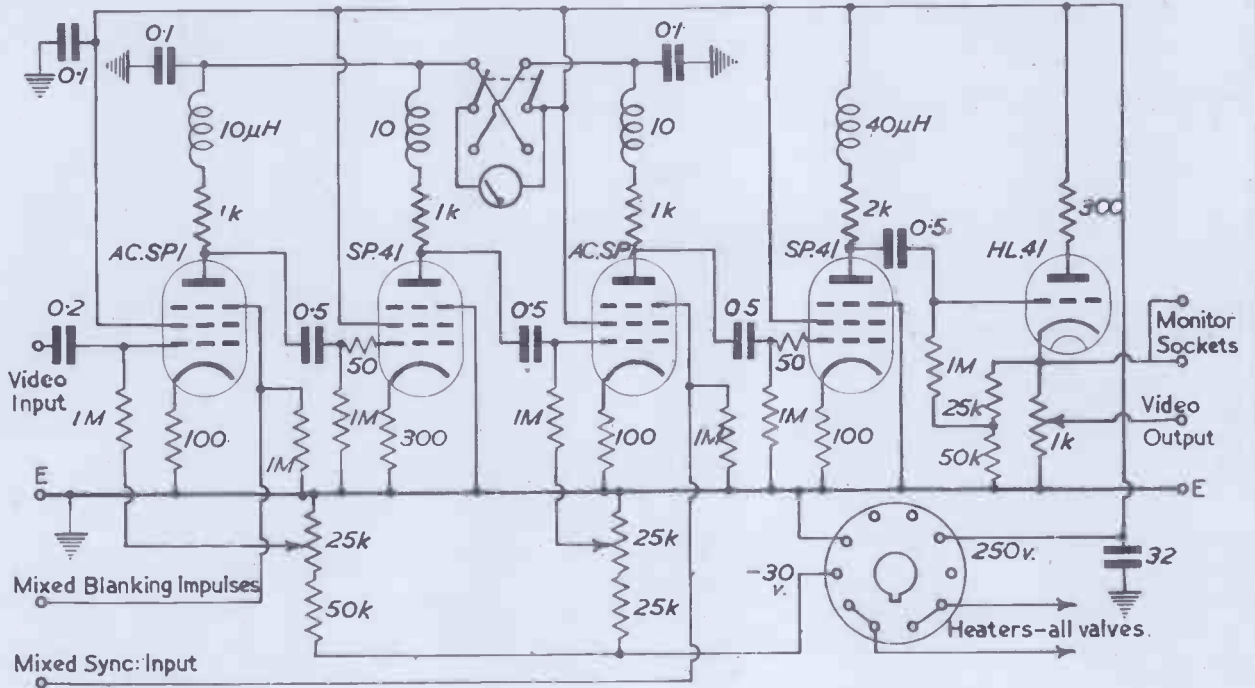 0·1
0·1
0·1
10μH
10
10
40μH
1k
1k
1k
2k
300
0·5
AC.SP1
SP.41
AC.SP1
SP.41
HL.41
0·2
0·5
50
0·5
0·5
50
Monitor
Sockets
Video
Input
1M
100
1M
1M
300
1M
100
1M
1M
100
1M
25k
50k
1k
Video
Output
E
E
25k
25k
-30
v.
250v.
32
Mixed Blanking Impulses
50k
25k
Heaters-all valves.
Mixed Sync: Input